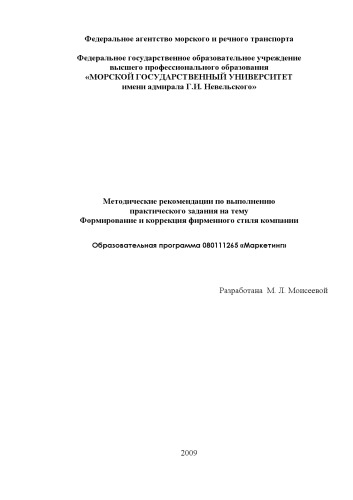 Федеральное агентство морского и речного транспорта
Федеральное государственное образовательное учреждение
высшего профессионального образования
«МОРСКОЙ ГОСУДАРСТВЕННЫЙ УНИВЕРСИТЕТ
имени адмирала Г.И. Невельского»
Методические рекомендации по выполнению
практического задания на тему
Формирование и коррекция фирменного стиля компании
Образовательная программа 080111265 «Маркетинг»
Разработана М. Л. Моисеевой
2009